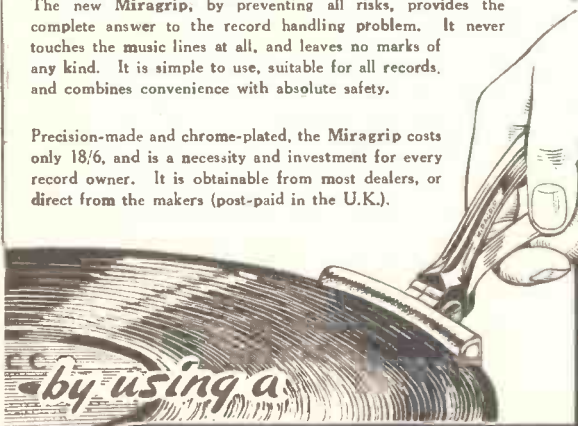 The new Miragrip, by preventing all risks, provides the
complete answer to the record handling problem. It never
touches the music lines at all, and leaves no marks of
any kind. It is simple to use, suitable for all records,
and combines convenience with absolute safety.
Precision-made and chrome-plated, the Miragrip costs
only 18/6, and is a necessity and investment for every
record owner. It is obtainable from most dealers, or
direct from the makers (post-paid in the U.K.).
MIRAGRIP
by using a